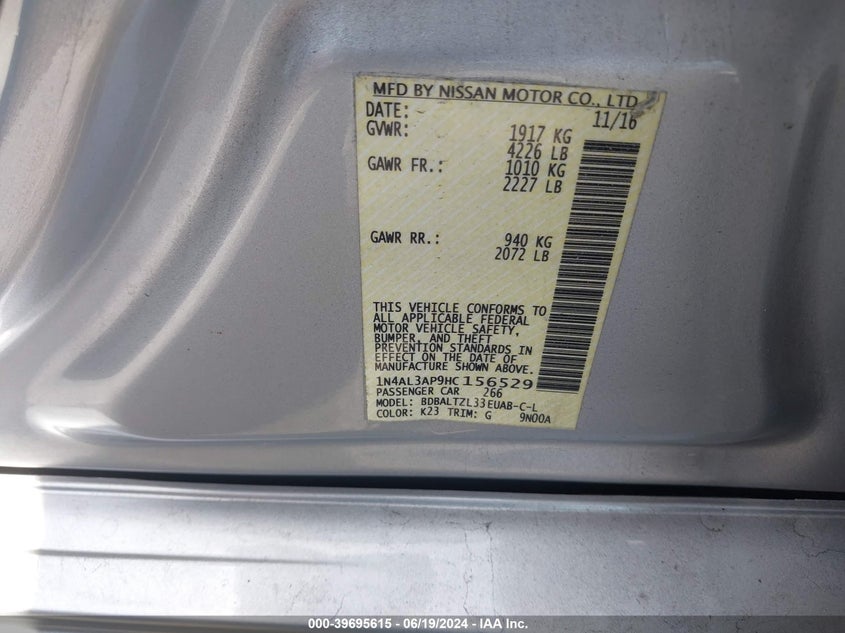 MFD BY NISSAN MOTOR CO., LTD
DATE: 11/16
GVWR: 1917 KG
4226 LB
GAWR FR.: 1010 KG
2227 LB
GAWR RR.: 940 KG
2072 LB
THIS VEHICLE CONFORMS TO
ALL APPLICABLE FEDERAL
MOTOR VEHICLE SAFETY,
BUMPER, AND THEFT
PREVENTION STANDARDS IN
EFFECT ON THE DATE OF
MANUFACTURE SHOWN ABOVE.
1N4AL3AP9HC156529
PASSENGER CAR 266
MODEL: BDBALTZL33EUAB-C-L
COLOR: K23 TRIM: G 9N00A
000-39695615 - 06/19/2024 - IAA Inc.